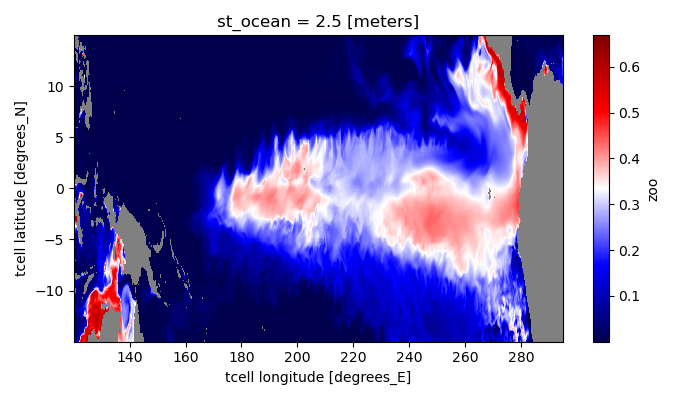 st_ocean = 2.5 [meters]
10
5
0
−5
−10
tcell latitude [degrees_N]
140 160 180 200 220 240 260 280
tcell longitude [degrees_E]
0.6
0.5
0.4
0.3
0.2
0.1
zoo